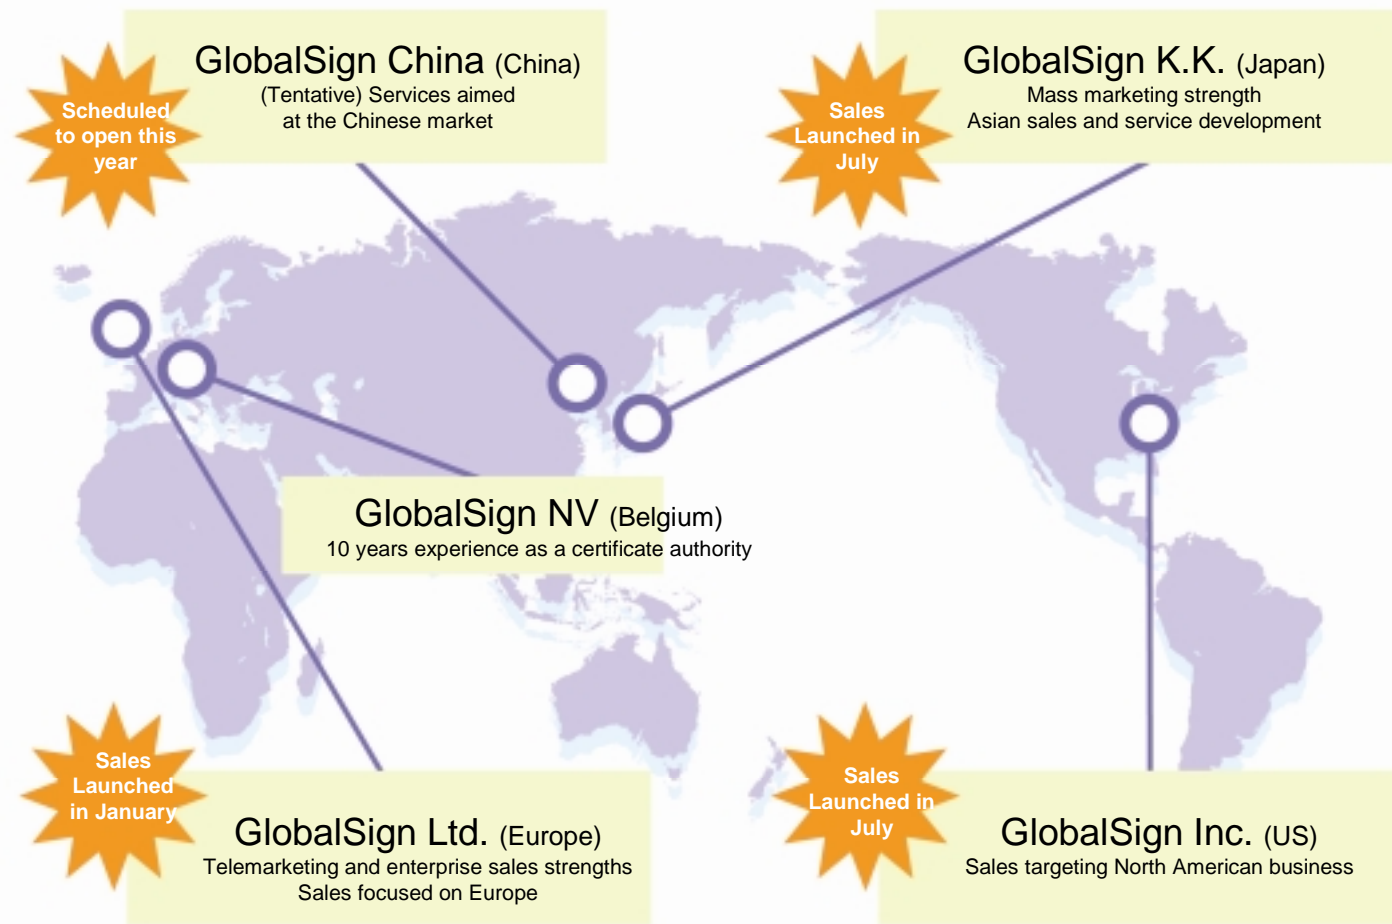 GlobalSign China (China)
(Tentative) Services aimed
at the Chinese market
Scheduled
to open this
year
GlobalSign K.K. (Japan)
Mass marketing strength
Asian sales and service development
Sales
Launched in
July
GlobalSign NV (Belgium)
10 years experience as a certificate authority
Sales
Launched
in January
GlobalSign Ltd. (Europe)
Telemarketing and enterprise sales strengths
Sales focused on Europe
Sales
Launched in
July
GlobalSign Inc. (US)
Sales targeting North American business